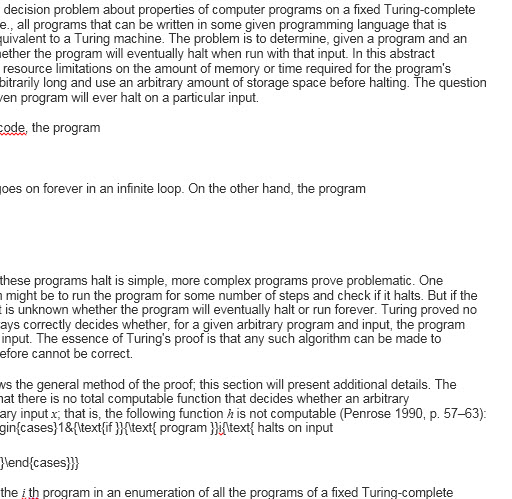 decision problem about properties of computer programs on a fixed Turing-complete
e., all programs that can be written in some given programming language that is
quivalent to a Turing machine. The problem is to determine, given a program and an
ether the program will eventually halt when run with that input. In this abstract
resource limitations on the amount of memory or time required for the program's
bitrarily long and use an arbitrary amount of storage space before halting. The question
ven program will ever halt on a particular input.
code, the program
goes on forever in an infinite loop. On the other hand, the program
these programs halt is simple, more complex programs prove problematic. One
might be to run the program for some number of steps and check if it halts. But if the
t is unknown whether the program will eventually halt or run forever. Turing proved no
ays correctly decides whether, for a given arbitrary program and input, the program
input. The essence of Turing's proof is that any such algorithm can be made to
efore cannot be correct.
ws the general method of the proof; this section will present additional details. The
hat there is no total computable function that decides whether an arbitrary
ary input x; that is, the following function h is not computable (Penrose 1990, p. 57–63):
gin{cases}1&{\text{if }}{\text{ program }}i{\text{ halts on input
}\end{cases}}}
the i th program in an enumeration of all the programs of a fixed Turing-complete